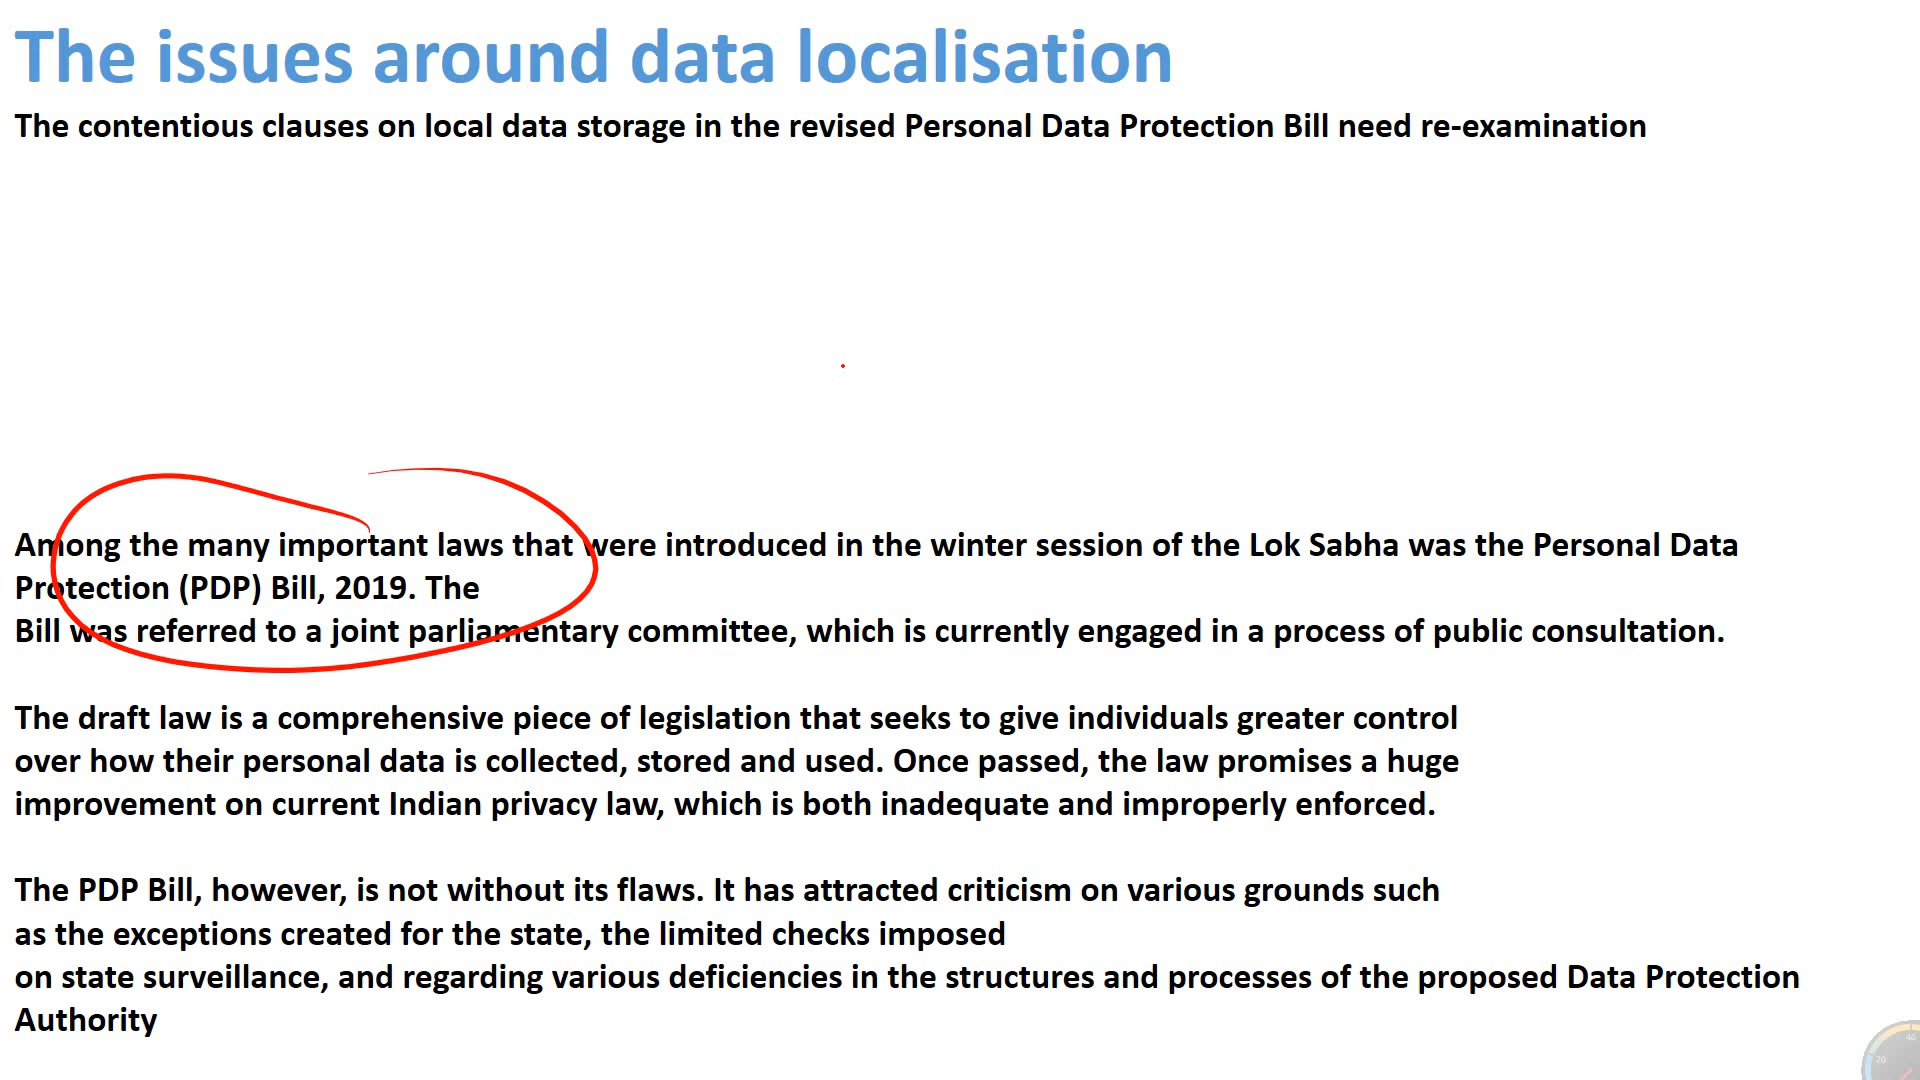 The issues around data localisation
The contentious clauses on local data storage in the revised Personal Data Protection Bill need re-examination
Among the many important laws that were introduced in the winter session of the Lok Sabha was the Personal Data
Protection (PDP) Bill, 2019. The
Bill was referred to a joint parliamentary committee, which is currently engaged in a process of public consultation.
The draft law is a comprehensive piece of legislation that seeks to give individuals greater control
over how their personal data is collected, stored and used. Once passed, the law promises a huge
improvement on current Indian privacy law, which is both inadequate and improperly enforced.
The PDP Bill, however, is not without its flaws. It has attracted criticism on various grounds such
as the exceptions created for the state, the limited checks imposed
on state surveillance, and regarding various deficiencies in the structures and processes of the proposed Data Protection
Authority
20
40